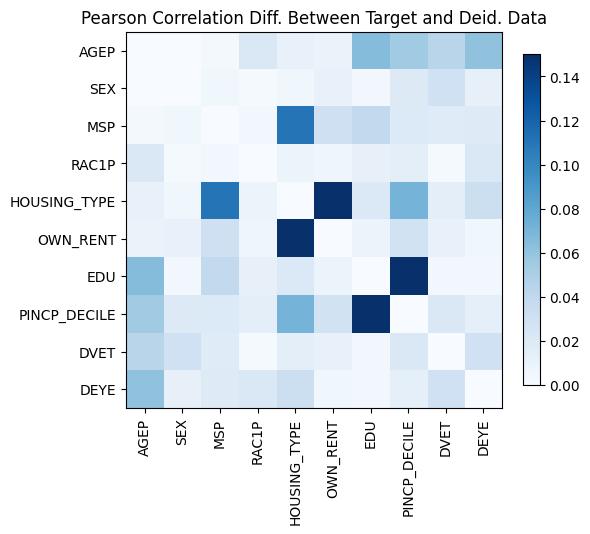 Pearson Correlation Diff. Between Target and Deid. Data
AGEP
SEX
MSP
RAC1P
HOUSING_TYPE
OWN_RENT
EDU
PINCP_DECILE
DVET
DEYE
AGEP
SEX
MSP
RAC1P
HOUSING_TYPE
OWN_RENT
EDU
PINCP_DECILE
DVET
DEYE
0.14
0.12
0.10
0.08
0.06
0.04
0.02
0.00